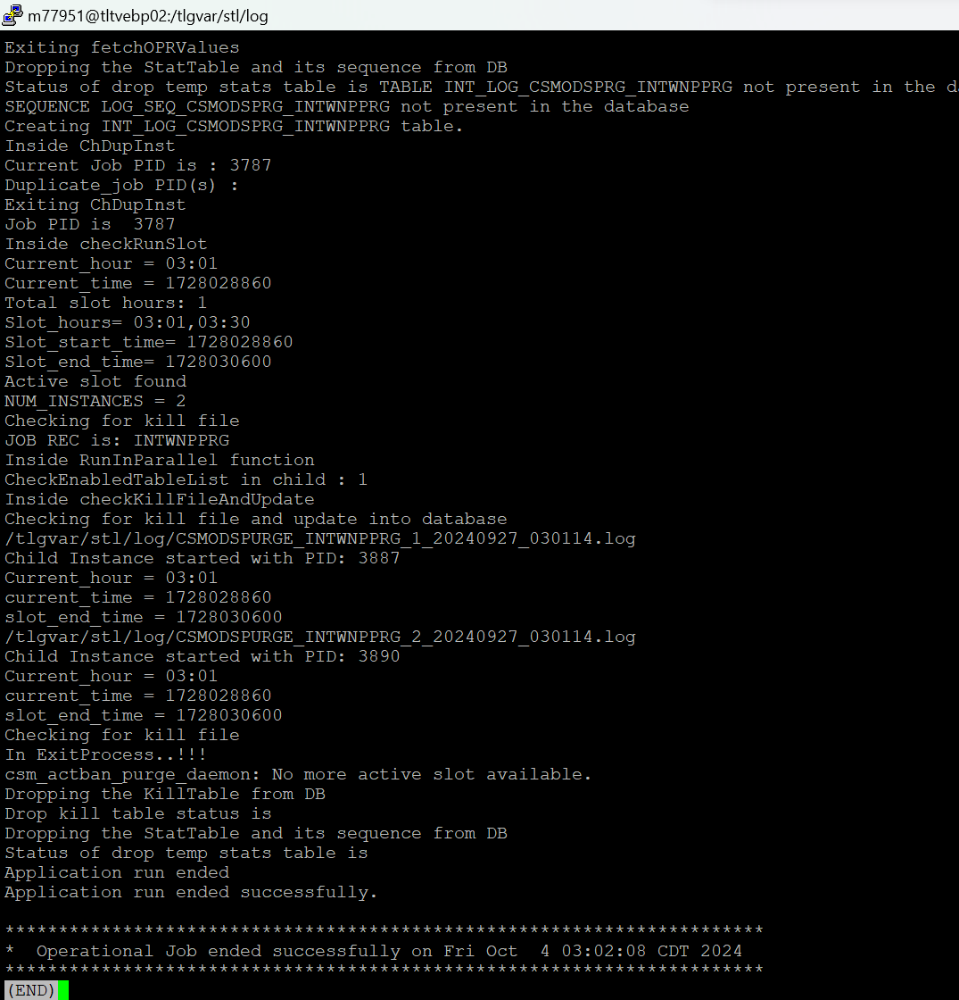 m77951@tltvebp02:/tlgvar/stl/log
Exiting fetchOPRValues
Dropping the StatTable and its sequence from DB
Status of drop temp stats table is TABLE INT_LOG_CSMODSPRG_INTWNPPRG not present in the d
SEQUENCE LOG_SEQ_CSMODSPRG_INTWNPPRG not present in the database
Creating INT_LOG_CSMODSPRG_INTWNPPRG table.
Inside ChDupInst
Current Job PID is : 3787
Duplicate_job PID(s) :
Exiting ChDupInst
Job PID is  3787
Inside checkRunSlot
Current_hour = 03:01
Current_time = 1728028860
Total slot hours: 1
Slot_hours= 03:01,03:30
Slot_start_time= 1728028860
Slot_end_time= 1728030600
Active slot found
NUM_INSTANCES = 2
Checking for kill file
JOB REC is: INTWNPPRG
Inside RunInParallel function
CheckEnabledTableList in child : 1
Inside checkKillFileAndUpdate
Checking for kill file and update into database
/tlgvar/stl/log/CSMODSPURGE_INTWNPPRG_1_20240927_030114.log
Child Instance started with PID: 3887
Current_hour = 03:01
current_time = 1728028860
slot_end_time = 1728030600
/tlgvar/stl/log/CSMODSPURGE_INTWNPPRG_2_20240927_030114.log
Child Instance started with PID: 3890
Current_hour = 03:01
current_time = 1728028860
slot_end_time = 1728030600
Checking for kill file
In ExitProcess..!!!
csm_actban_purge_daemon: No more active slot available.
Dropping the KillTable from DB
Drop kill table status is
Dropping the StatTable and its sequence from DB
Status of drop temp stats table is
Application run ended
Application run ended successfully.
***********************************************************************
*  Operational Job ended successfully on Fri Oct  4 03:02:08 CDT 2024
***********************************************************************
(END)